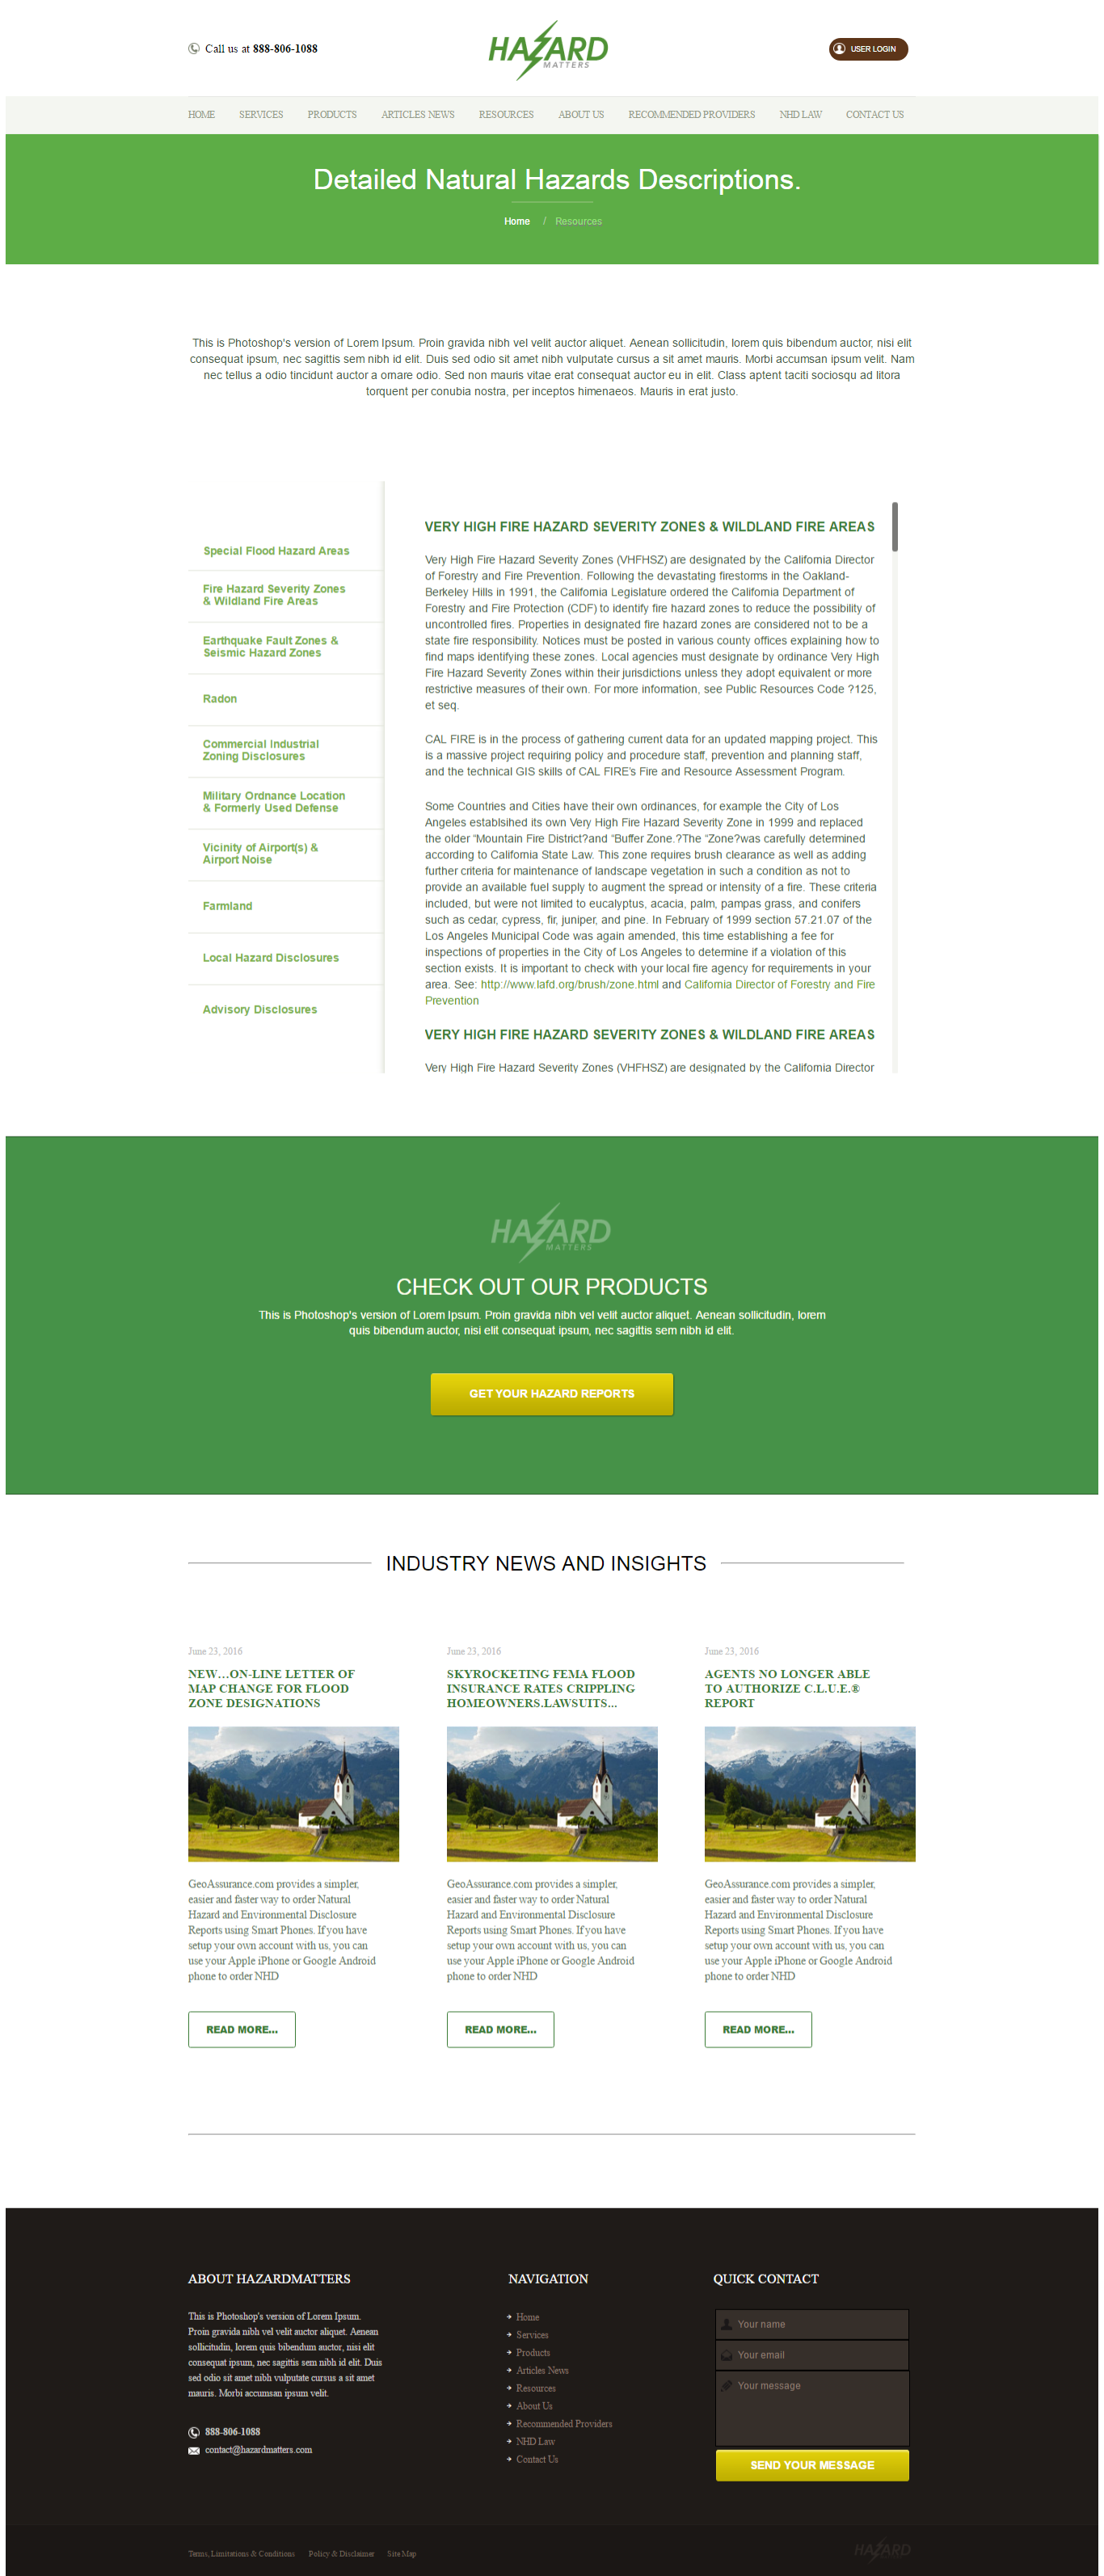 Call us at 888-806-1088
HAZARD
MATTERS
USER LOGIN
HOME SERVICES PRODUCTS ARTICLES NEWS RESOURCES ABOUT US RECOMMENDED PROVIDERS NHD LAW CONTACT US
Detailed Natural Hazards Descriptions.
Home / Resources
This is Photoshop's version of Lorem Ipsum. Proin gravida nibh vel velit auctor aliquet. Aenean sollicitudin, lorem quis bibendum auctor, nisi elit
consequat ipsum, nec sagittis sem nibh id elit. Duis sed odio sit amet nibh vulputate cursus a sit amet mauris. Morbi accumsan ipsum velit. Nam
nec tellus a odio tincidunt auctor a ornare odio. Sed non mauris vitae erat consequat auctor eu in elit. Class aptent taciti sociosqu ad litora
torquent per conubia nostra, per inceptos himenaeos. Mauris in erat justo.
Special Flood Hazard Areas
Fire Hazard Severity Zones
& Wildland Fire Areas
Earthquake Fault Zones &
Seismic Hazard Zones
Radon
Commercial Industrial
Zoning Disclosures
Military Ordnance Location
& Formerly Used Defense
Vicinity of Airport(s) &
Airport Noise
Farmland
Local Hazard Disclosures
Advisory Disclosures
VERY HIGH FIRE HAZARD SEVERITY ZONES & WILDLAND FIRE AREAS
Very High Fire Hazard Severity Zones (VHFHSZ) are designated by the California Director
of Forestry and Fire Prevention. Following the devastating firestorms in the Oakland-
Berkeley Hills in 1991, the California Legislature ordered the California Department of
Forestry and Fire Protection (CDF) to identify fire hazard zones to reduce the possibility of
uncontrolled fires. Properties in designated fire hazard zones are considered not to be a
state fire responsibility. Notices must be posted in various county offices explaining how to
find maps identifying these zones. Local agencies must designate by ordinance Very High
Fire Hazard Severity Zones within their jurisdictions unless they adopt equivalent or more
restrictive measures of their own. For more information, see Public Resources Code ?125,
et seq.
CAL FIRE is in the process of gathering current data for an updated mapping project. This
is a massive project requiring policy and procedure staff, prevention and planning staff,
and the technical GIS skills of CAL FIRE's Fire and Resource Assessment Program.
Some Countries and Cities have their own ordinances, for example the City of Los
Angeles establsihed its own Very High Fire Hazard Severity Zone in 1999 and replaced
the older “Mountain Fire District?and “Buffer Zone.?The “Zone?was carefully determined
according to California State Law. This zone requires brush clearance as well as adding
further criteria for maintenance of landscape vegetation in such a condition as not to
provide an available fuel supply to augment the spread or intensity of a fire. These criteria
included, but were not limited to eucalyptus, acacia, palm, pampas grass, and conifers
such as cedar, cypress, fir, juniper, and pine. In February of 1999 section 57.21.07 of the
Los Angeles Municipal Code was again amended, this time establishing a fee for
inspections of properties in the City of Los Angeles to determine if a violation of this
section exists. It is important to check with your local fire agency for requirements in your
area. See: http://www.lafd.org/brush/zone.html and California Director of Forestry and Fire
Prevention
VERY HIGH FIRE HAZARD SEVERITY ZONES & WILDLAND FIRE AREAS
Very High Fire Hazard Severity Zones (VHFHSZ) are designated by the California Director
HAZARD
MATTERS
CHECK OUT OUR PRODUCTS
This is Photoshop's version of Lorem Ipsum. Proin gravida nibh vel velit auctor aliquet. Aenean sollicitudin, lorem
quis bibendum auctor, nisi elit consequat ipsum, nec sagittis sem nibh id elit.
GET YOUR HAZARD REPORTS
INDUSTRY NEWS AND INSIGHTS
June 23, 2016
NEW…ON-LINE LETTER OF
MAP CHANGE FOR FLOOD
ZONE DESIGNATIONS
GeoAssurance.com provides a simpler,
easier and faster way to order Natural
Hazard and Environmental Disclosure
Reports using Smart Phones. If you have
setup your own account with us, you can
use your Apple iPhone or Google Android
phone to order NHD
READ MORE...
June 23, 2016
SKYROCKETING FEMA FLOOD
INSURANCE RATES CRIPPLING
HOMEOWNERS.LAWSUITS...
GeoAssurance.com provides a simpler,
easier and faster way to order Natural
Hazard and Environmental Disclosure
Reports using Smart Phones. If you have
setup your own account with us, you can
use your Apple iPhone or Google Android
phone to order NHD
READ MORE...
June 23, 2016
AGENTS NO LONGER ABLE
TO AUTHORIZE C.L.U.E.®
REPORT
GeoAssurance.com provides a simpler,
easier and faster way to order Natural
Hazard and Environmental Disclosure
Reports using Smart Phones. If you have
setup your own account with us, you can
use your Apple iPhone or Google Android
phone to order NHD
READ MORE...
ABOUT HAZARDMATTERS
This is Photoshop's version of Lorem Ipsum.
Proin gravida nibh vel velit auctor aliquet. Aenean
sollicitudin, lorem quis bibendum auctor, nisi elit
consequat ipsum, nec sagittis sem nibh id elit. Duis
sed odio sit amet nibh vulputate cursus a sit amet
mauris. Morbi accumsan ipsum velit.
888-806-1088
contact@hazardmatters.com
NAVIGATION
Home
Services
Products
Articles News
Resources
About Us
Recommended Providers
NHD Law
Contact Us
QUICK CONTACT
Your name
Your email
Your message
SEND YOUR MESSAGE
Terms, Limitations & Conditions Policy & Disclaimer Site Map
HAZARD